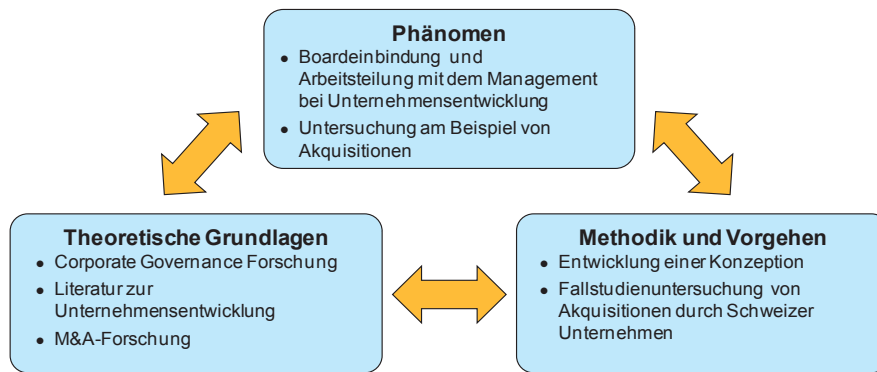 Phänomen
• Boardeinbindung und
Arbeitsteilung mit dem Management
bei Unternehmensentwicklung
• Untersuchung am Beispiel von
Akquisitionen
Theoretische Grundlagen
• Corporate Governance Forschung
• Literatur zur
Unternehmensentwicklung
• M&A-Forschung
Methodik und Vorgehen
• Entwicklung einer Konzeption
• Fallstudienuntersuchung von
Akquisitionen durch Schweizer
Unternehmen